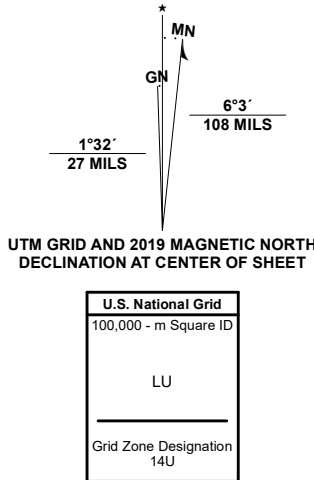 ★
MN
GN
6°3´
108 MILS
1°32´
27 MILS
UTM GRID AND 2019 MAGNETIC NORTH
DECLINATION AT CENTER OF SHEET
U.S. National Grid
100,000 - m Square ID
LU
Grid Zone Designation
14U